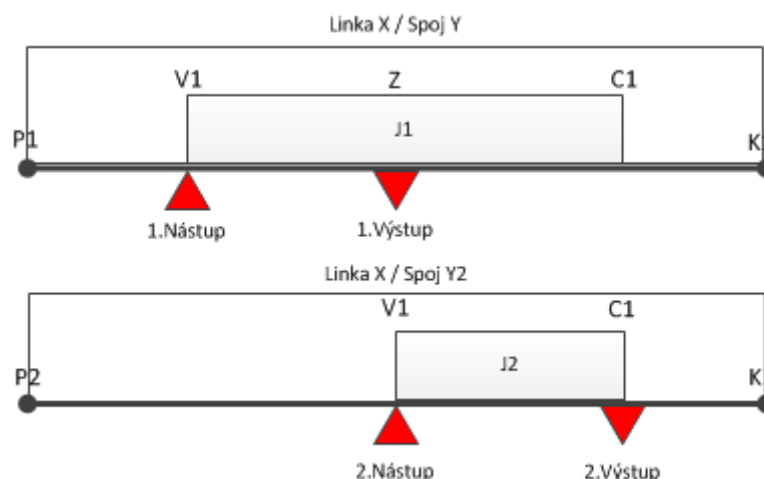 Linka X / Spoj Y
V1 Z C1
P1 J1 K
1.Nástup 1.Výstup
Linka X / Spoj Y2
V1 C1
P2 J2 K
2.Nástup 2.Výstup